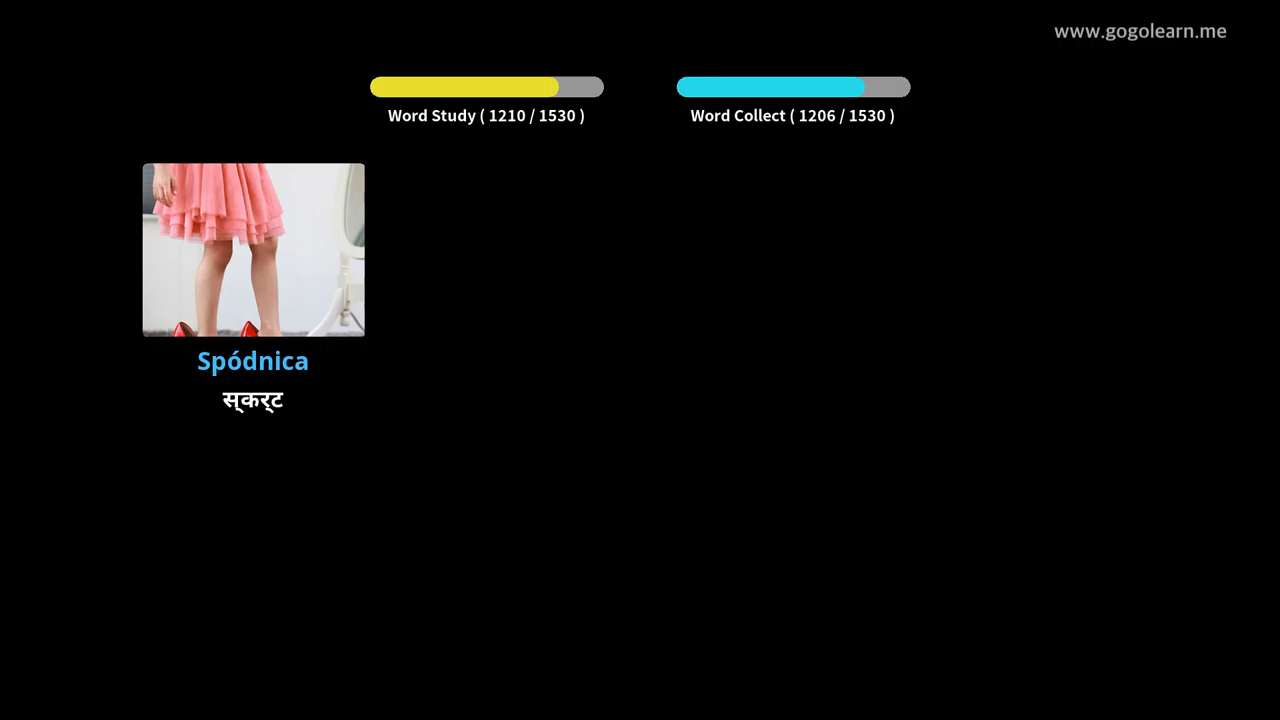 www.gogolearn.me
Word Study ( 1210 / 1530 )
Word Collect ( 1206 / 1530 )
Spódnica
स्कर्ट